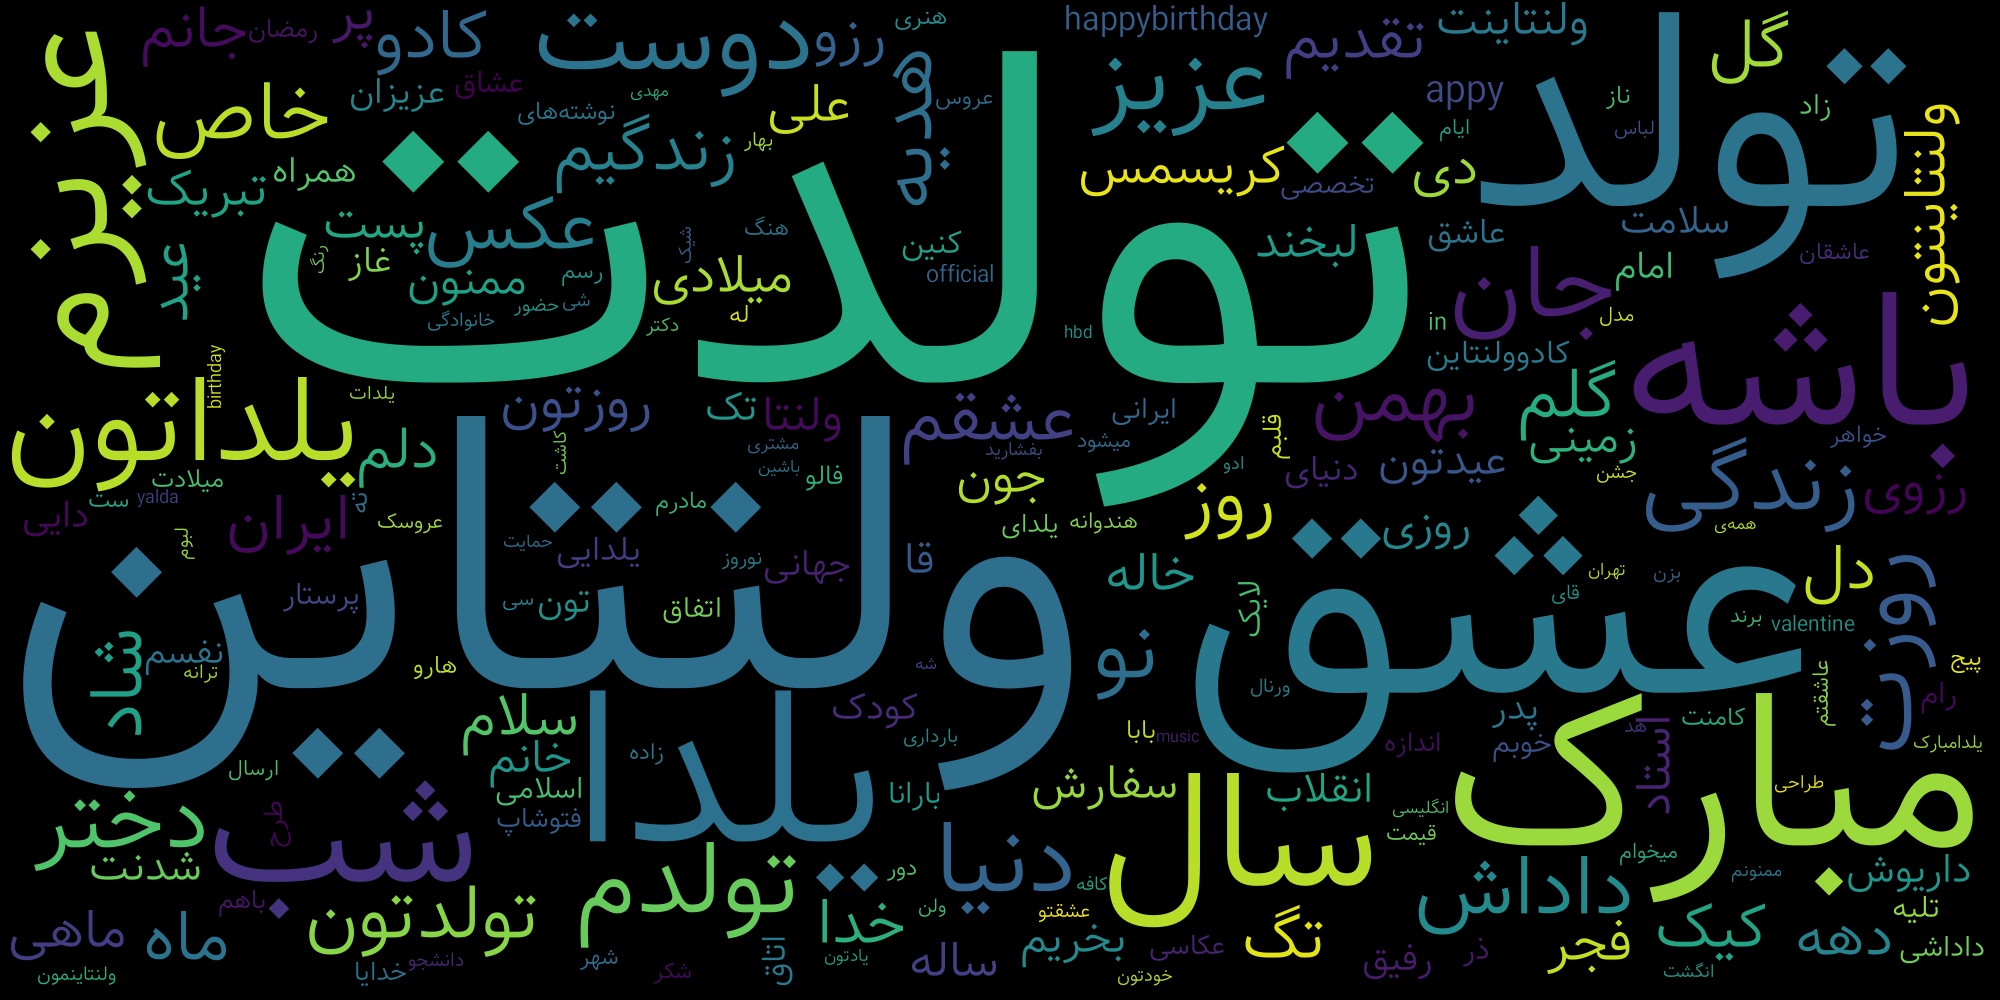 تولدت
ولنتاین
عشق
تولد
یلدا
مبارک
باشه
سال
شب
عزیزم
یلداتون
دوست
عزیز
جان
خاص
کادو
جانم
رمضان
پر
رزو
هنری
happybirthday
تقدیم
ولنتاینت
گل
عزیزان
عشاق
نوشته‌های
مهدی
علی
هدیه
عروس
appy
ناز
زاد
ولنتاینتون
همراه
تبریک
زندگیم
بهار
کریسمس
تخصصی
دی
ایام
لباس
سلامت
عید
پست
عکس
غاز
رنگ
ممنون
رسم
شیک
هنگ
کنین
official
لبخند
عاشق
امام
عاشقان
میلادی
له
حضور
شی
خانوادگی
دکتر
hbd
in
مدل
کادوولنتاین
birthday
یلدات
روزتون
تک
ولنتا
عشقم
ایرانی
میشود
بهمن
گلم
زمینی
خواهر
دلم
میلادت
ست
yalda
کاشت
مشتری
باشین
فالو
بفشارید
جون
ادو
قلبم
دنیای
عیدتون
جشن
زندگی
رزوی
دایی
ایران
عروسک
مادرم
یلدای
هندوانه
روز
روزی
همه‌ی
لبوم
حمایت
یلدایی
نوروز
جهانی
قا
خاله
لایک
تهران
قای
بزن
دل
روزت
پرستار
سی
تون
اتفاق
برند
valentine
شاد
نفسم
ترانه
هارو
شه
نو
ورنال
عاشقتم
پیج
رام
سلام
خانم
اسلامی
فتوشاپ
زاده
کودک
بارداری
بابا
music
پدر
خوبم
اندازه
هد
استاد
کامنت
یلدامبارک
ارسال
دختر
طرح
بارانا
سفارش
انقلاب
انگلیسی
قیمت
طراحی
میخوام
ممنونم
داریوش
شدنت
باهم
تولدتون
تولدم
خدا
دور
دنیا
کافه
داداش
تلیه
ماهی
ماه
ولن
عشقتو
تگ
فجر
کیک
دهه
داداشی
ولنتاینمون
خدایا
دانشجو
شهر
شکر
اتاق
یادتون
ساله
بخریم
عکاسی
خودتون
رفیق
ذر
انگشت